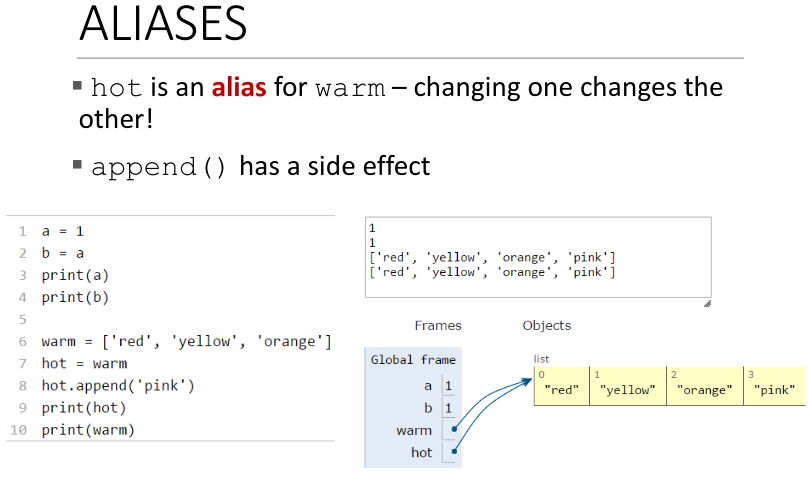 ALIASES
▪ hot is an alias for warm – changing one changes the
other!
▪ append() has a side effect
1 a = 1
2 b = a
3 print(a)
4 print(b)
5
6 warm = ['red', 'yellow', 'orange']
7 hot = warm
8 hot.append('pink')
9 print(hot)
10 print(warm)
1
1
['red', 'yellow', 'orange', 'pink']
['red', 'yellow', 'orange', 'pink']
Frames Objects
Global frame
a 1
b 1
warm
hot
list
0 1 2 3
"red" "yellow" "orange" "pink"